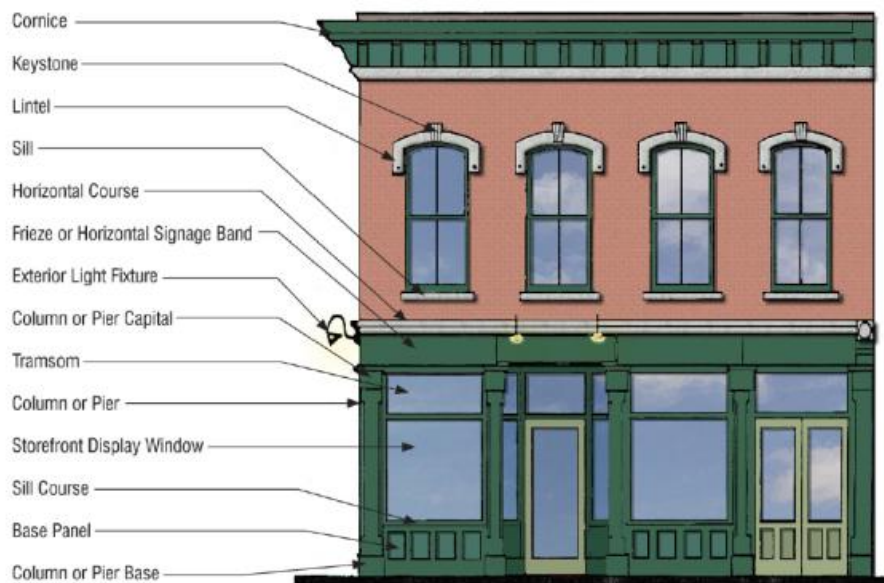 Cornice
Keystone
Lintel
Sill
Horizontal Course
Frieze or Horizontal Signage Band
Exterior Light Fixture
Column or Pier Capital
Tramsom
Column or Pier
Storefront Display Window
Sill Course
Base Panel
Column or Pier Base